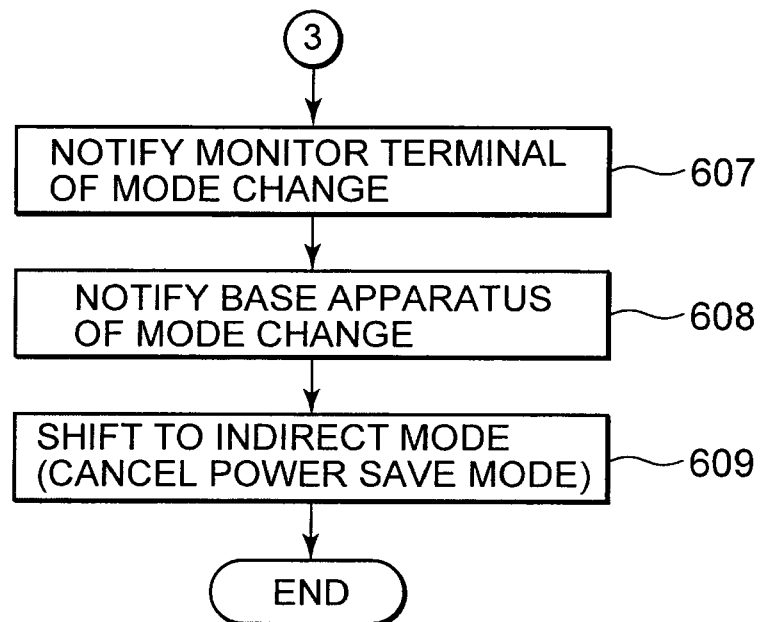 3
NOTIFY MONITOR TERMINAL
OF MODE CHANGE
607
NOTIFY BASE APPARATUS
OF MODE CHANGE
608
SHIFT TO INDIRECT MODE
(CANCEL POWER SAVE MODE)
609
END